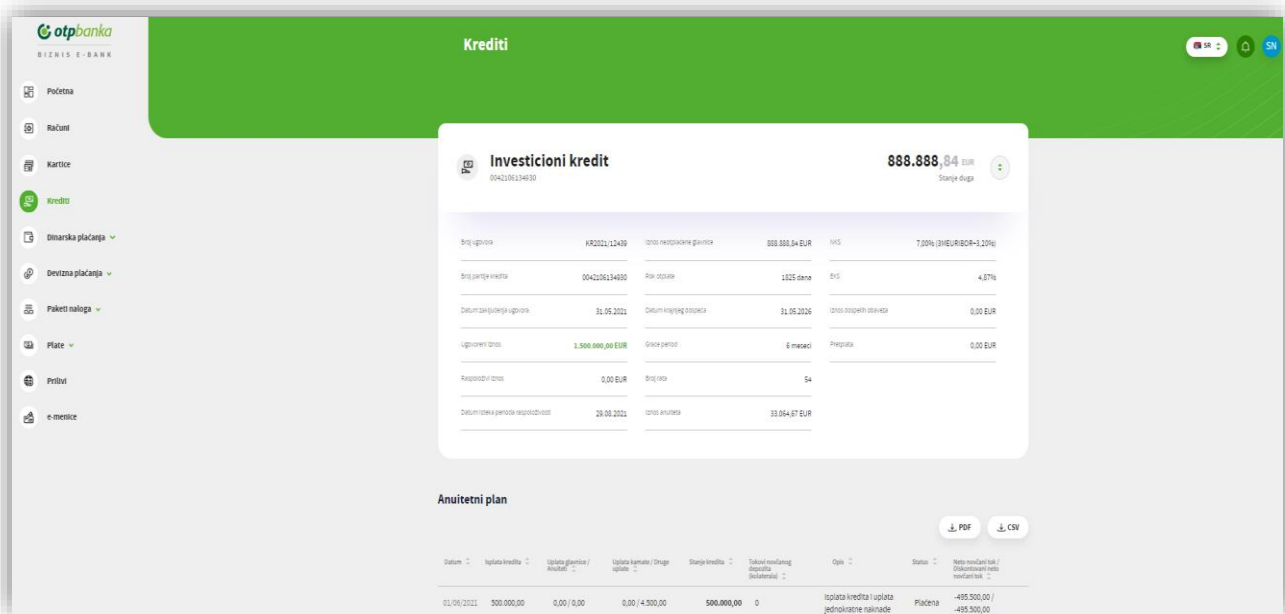 otpbanka
BIZNIS E-BANK
Krediti
SR
SN
Početna
Računi
Kartice
Krediti
Dinarska plaćanja
Devizna plaćanja
Paketi naloga
Plate
Prilivi
e-menice
Investicioni kredit
0042106134930
888.888,84 EUR
Stanje duga
Broj ugovora KR2021/12439
Broj partije kredita 0042106134930
Datum zaključenja ugovora 31.05.2021
Ugovoreni iznos 1.500.000,00 EUR
Raspoloživi iznos 0,00 EUR
Datum isteka perioda raspoloživosti 29.08.2021
Iznos neotplaćene glavnice 888.888,84 EUR
Rok otplate 1825 dana
Datum krajnjeg dospeća 31.05.2026
Grace period 6 meseci
Broj rata 54
Iznos anuiteta 33.064,67 EUR
NKS 7,00% (3MEURIBOR+3,20%)
EKS 4,87%
Iznos dospelih obaveza 0,00 EUR
Pretplata 0,00 EUR
Anuitetni plan
PDF
CSV
Datum
Isplata kredita
Uplata glavnice /
Anuiteti
Uplata kamate / Druge
uplate
Stanje kredita
Tokovi novčanog
depozita
(kolaterala)
Opis
Status
Neto novčani tok /
Diskontovani neto
novčani tok
01/06/2021
500.000,00
0,00 / 0,00
0,00 / 4.500,00
500.000,00
0
Isplata kredita i uplata
jednokratne naknade
Plaćena
-495.500,00 /
-495.500,00